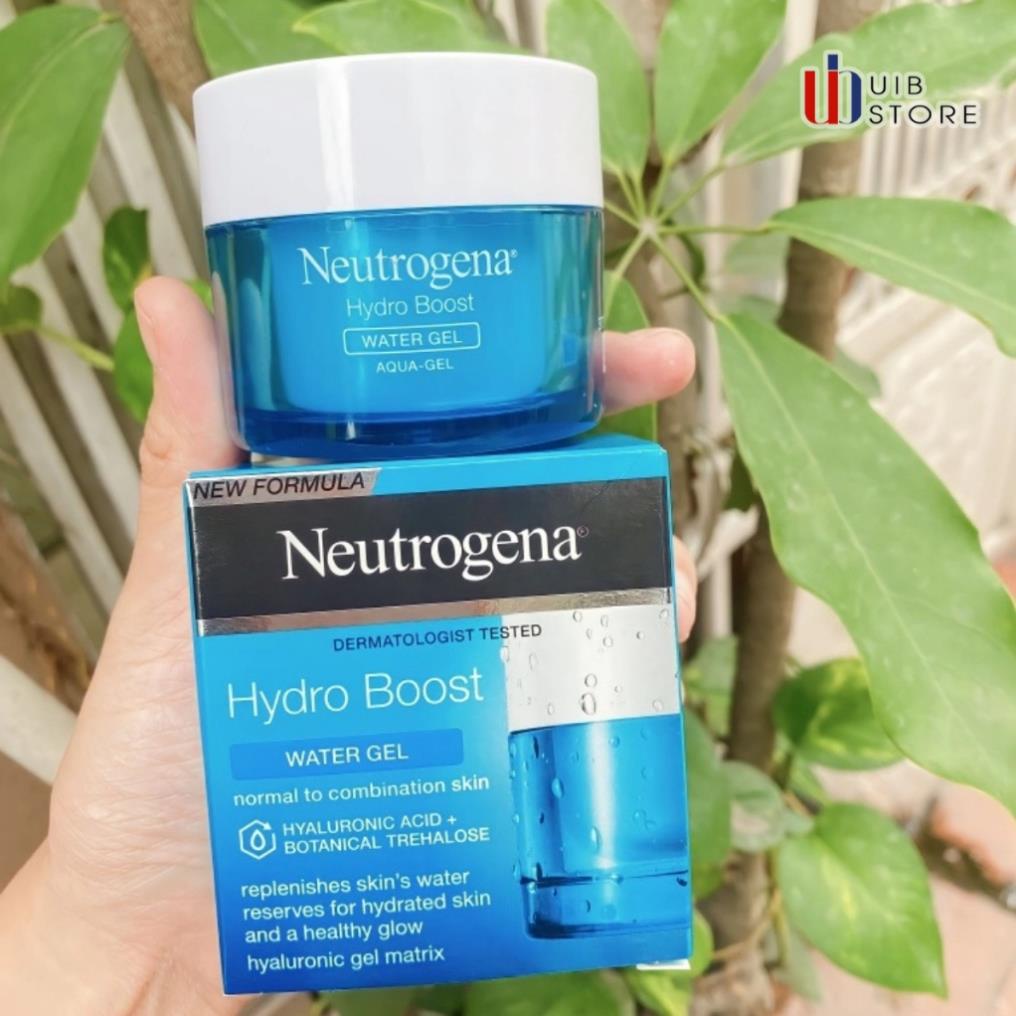 UIB
STORE
Neutrogena®
Hydro Boost
WATER GEL
AQUA-GEL
NEW FORMULA
Neutrogena®
DERMATOLOGIST TESTED
Hydro Boost
WATER GEL
normal to combination skin
HYALURONIC ACID +
BOTANICAL TREHALOSE
replenishes skin's water
reserves for hydrated skin
and a healthy glow
hyaluronic gel matrix